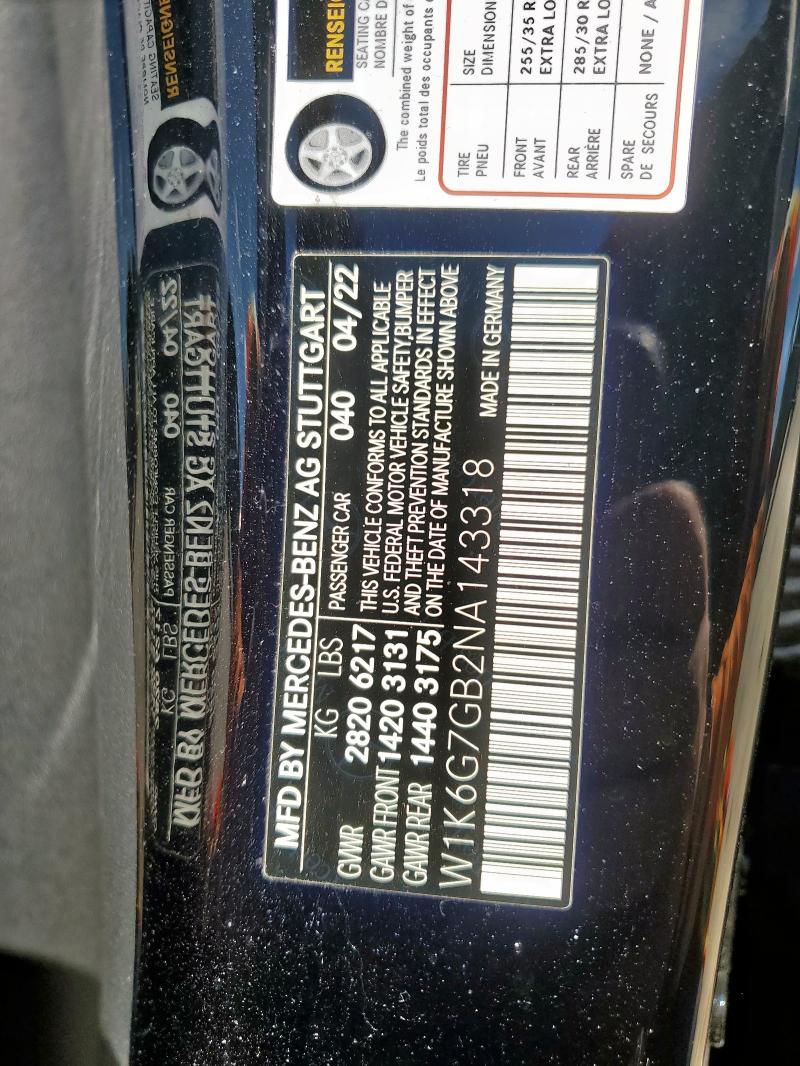 MFD BY MERCEDES-BENZ AG STUTTGART
KG LBS PASSENGER CAR 040 04/22
GVWR 2820 6217
GAWR FRONT 1420 3131
GAWR REAR 1440 3175
THIS VEHICLE CONFORMS TO ALL APPLICABLE
U.S. FEDERAL MOTOR VEHICLE SAFETY,BUMPER
AND THEFT PREVENTION STANDARDS IN EFFECT
ON THE DATE OF MANUFACTURE SHOWN ABOVE
W1K6G7GB2NA143318 MADE IN GERMANY
SEATING
NOMBRE
The combined weight of
Le poids total des occupants
TIRE SIZE
PNEU DIMENSION
FRONT 255/35 R
AVANT EXTRA
REAR 285/30 R
ARRIÈRE EXTRA
SPARE NONE /
DE SECOURS